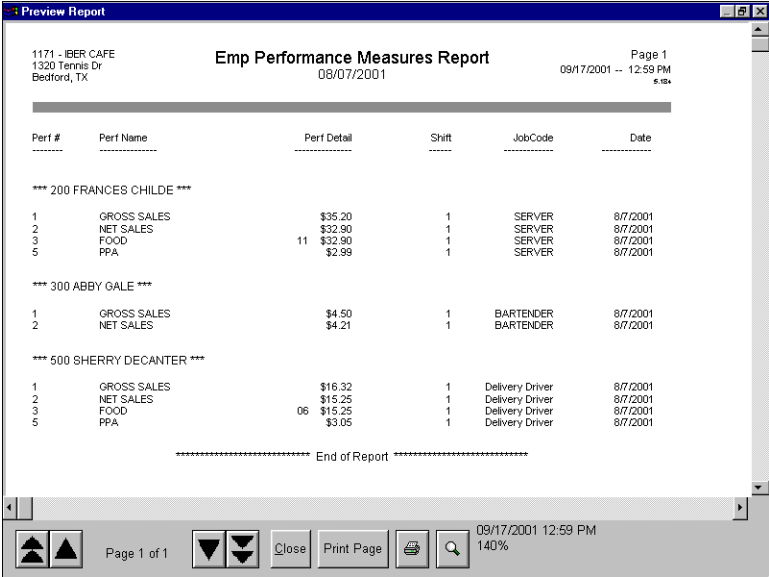 Preview Report
1171 - IBER CAFE Emp Performance Measures Report Page 1
1320 Tennis Dr 08/07/2001 09/17/2001 -- 12:59 PM
Bedford, TX
Perf # Perf Name Perf Detail Shift JobCode Date
-------- --------------- --------------- ------ ------------- -------------
*** 200 FRANCES CHILDE ***
1 GROSS SALES $35.20 1 SERVER 8/7/2001
2 NET SALES $32.90 1 SERVER 8/7/2001
3 FOOD 11 $32.90 1 SERVER 8/7/2001
5 PPA $2.99 1 SERVER 8/7/2001
*** 300 ABBY GALE ***
1 GROSS SALES $4.50 1 BARTENDER 8/7/2001
2 NET SALES $4.21 1 BARTENDER 8/7/2001
*** 500 SHERRY DECANTER ***
1 GROSS SALES $16.32 1 Delivery Driver 8/7/2001
2 NET SALES $15.25 1 Delivery Driver 8/7/2001
3 FOOD 06 $15.25 1 Delivery Driver 8/7/2001
5 PPA $3.05 1 Delivery Driver 8/7/2001
***************************** End of Report *****************************
Page 1 of 1 Close Print Page 09/17/2001 12:59 PM
140%